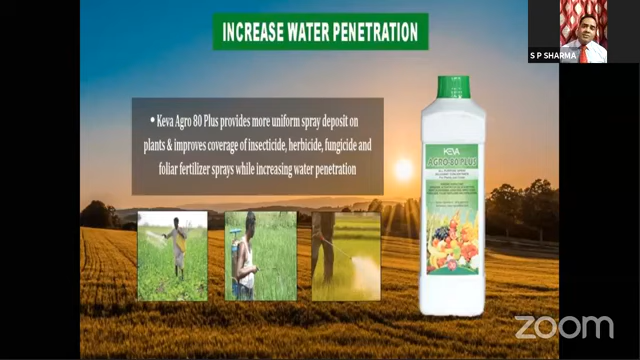 INCREASE WATER PENETRATION
S P SHARMA
• Keva Agro 80 Plus provides more uniform spray deposit on
plants & improves coverage of insecticide, herbicide, fungicide and
foliar fertilizer sprays while increasing water penetration
KEVA
AGRO-80 PLUS
zoom